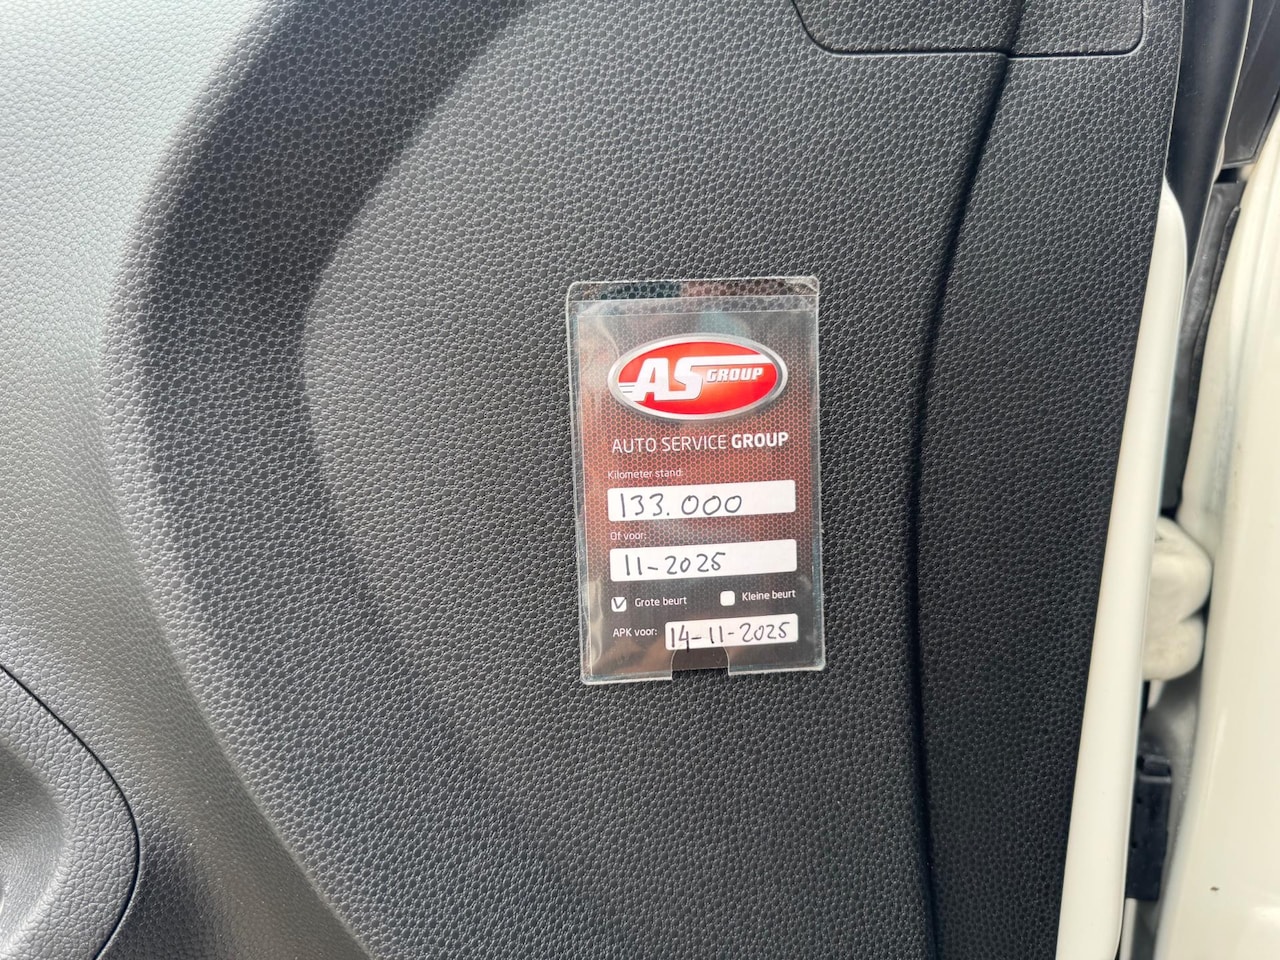 AS GROUP
AUTO SERVICE GROUP
Kilometer stand:
133.000
Of voor:
11-2025
Grote beurt Kleine beurt
APK voor: 14-11-2025